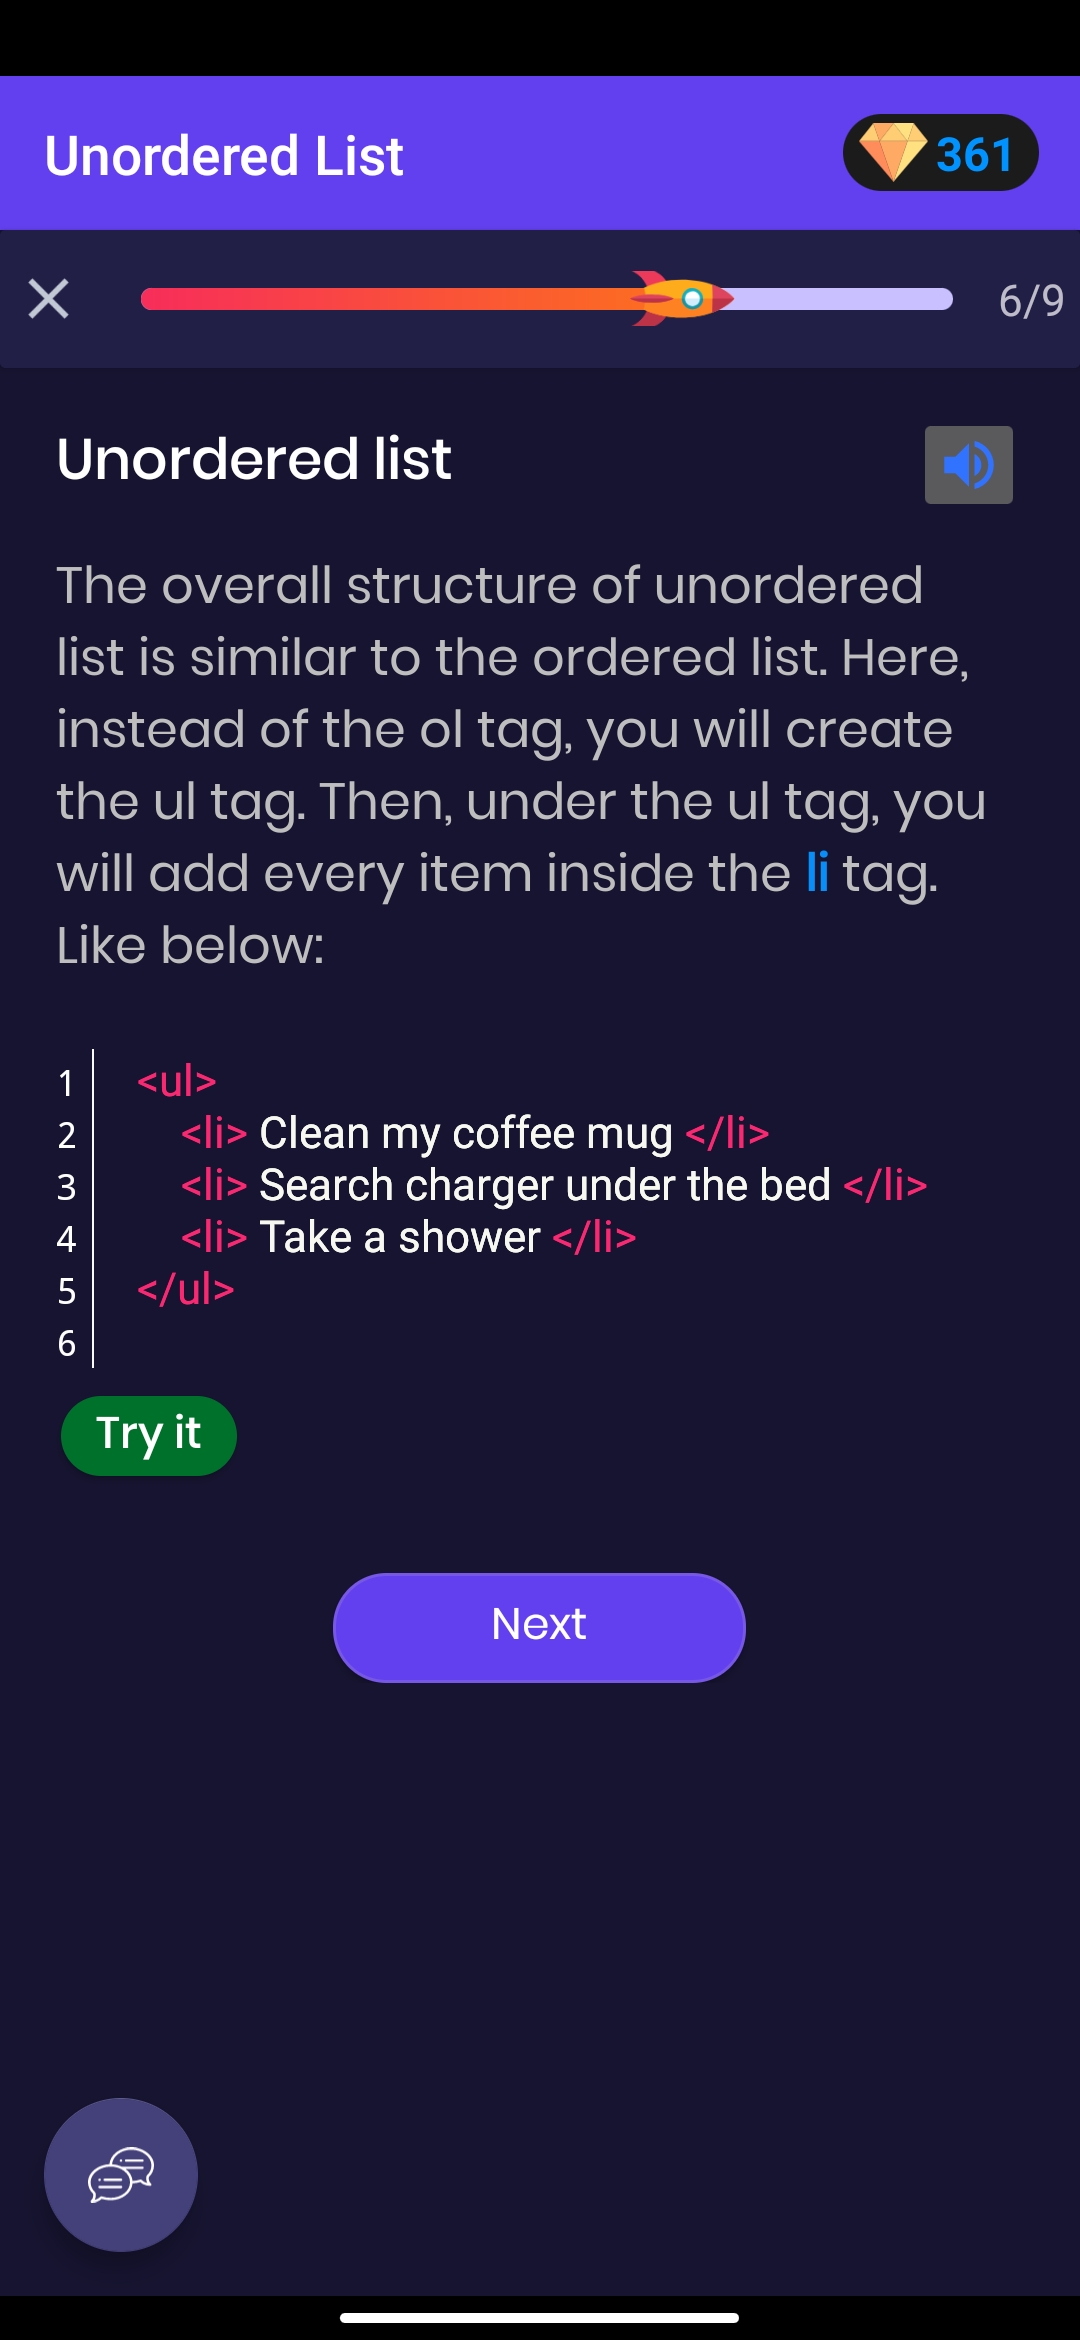 Unordered List
361
6/9
Unordered list
The overall structure of unordered
list is similar to the ordered list. Here,
instead of the ol tag, you will create
the ul tag. Then, under the ul tag, you
will add every item inside the li tag.
Like below:
1 <ul>
2 <li> Clean my coffee mug </li>
3 <li> Search charger under the bed </li>
4 <li> Take a shower </li>
5 </ul>
6
Try it
Next